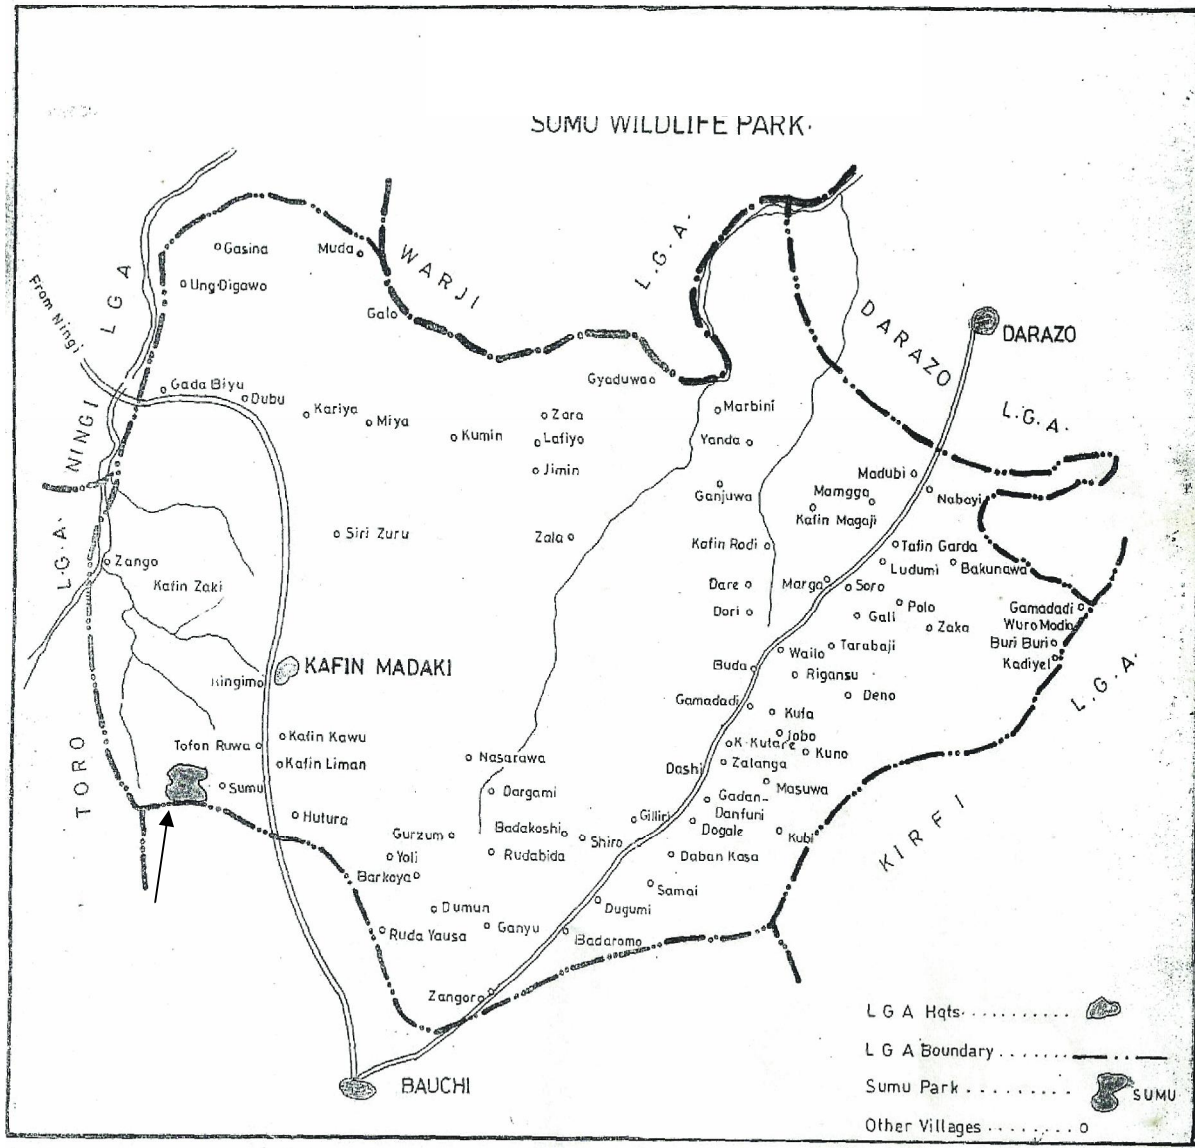 SUMU WILDLIFE PARK.
WARJI
L.G.A.
Gasina
Muda
Ung-Digawo
Galo
From Ningi
NINGI LGA
DARAZO
DARAZO L.G.A.
Gyaduwa
Gada Biyu
Dubu
Kariya
Miya
Kumin
Zara
Lafiyo
Jimin
Marbini
Yanda
Ganjuwa
Madubi
Mamgga
Nabayi
Kafin Magaji
Siri Zuru
Zala
Kafin Rodi
Tafin Garda
Ludumi
Bakunawa
Zango
Kafin Zaki
Dare
Marga
Soro
Dori
Gali
Polo
Zaka
Gamadadi
Wuro Modio
Buri Buri
Kadiyel
KAFIN MADAKI
Kingimo
Buda
Wailo
Tarabaji
Rigansu
Deno
Gamadadi
Kufa
Jobo
K-Kutare
Kuno
Tofon Ruwa
Kafin Kawu
Kafin Liman
Nasarawa
Dashi
Zalanga
Masuwa
Sumu
Dargami
Gadan-
Danfuni
Hutura
Gurzum
Badakoshi
Shiro
Gilliri
Dogale
Kubi
Yoli
Barkaya
Rudabida
Daban Kasa
Samai
Dumun
Dugumi
Ruda Yausa
Ganyu
Badaromo
Zangoro
BAUCHI
TORO L.G.A.
KIRFI L.G.A.
L G A Hqts. . . . . . . . . . .
L G A Boundary . . . . . . .
Sumu Park . . . . . . . . . SUMU
Other Villages . . . . . . . .